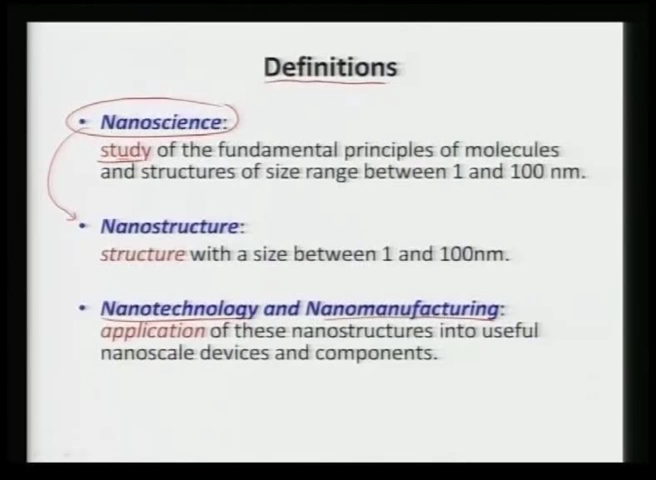 Definitions
• Nanoscience:
study of the fundamental principles of molecules
and structures of size range between 1 and 100 nm.
• Nanostructure:
structure with a size between 1 and 100nm.
• Nanotechnology and Nanomanufacturing:
application of these nanostructures into useful
nanoscale devices and components.